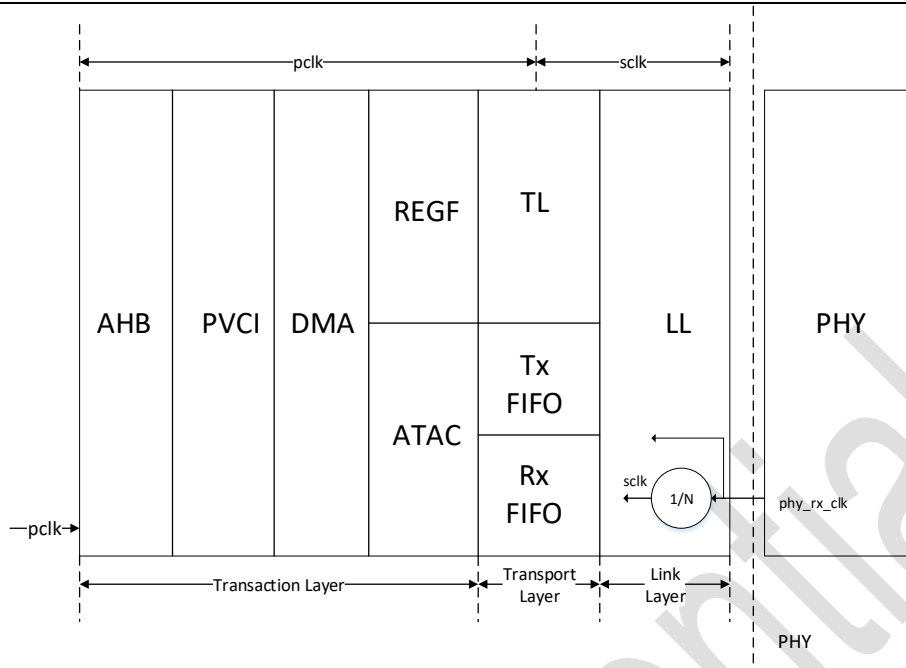 pclk
sclk
AHB
PVCI
DMA
REGF
ATAC
TL
Tx
FIFO
Rx
FIFO
LL
sclk
1/N
PHY
phy_rx_clk
pclk
Transaction Layer
Transport
Layer
Link
Layer
PHY